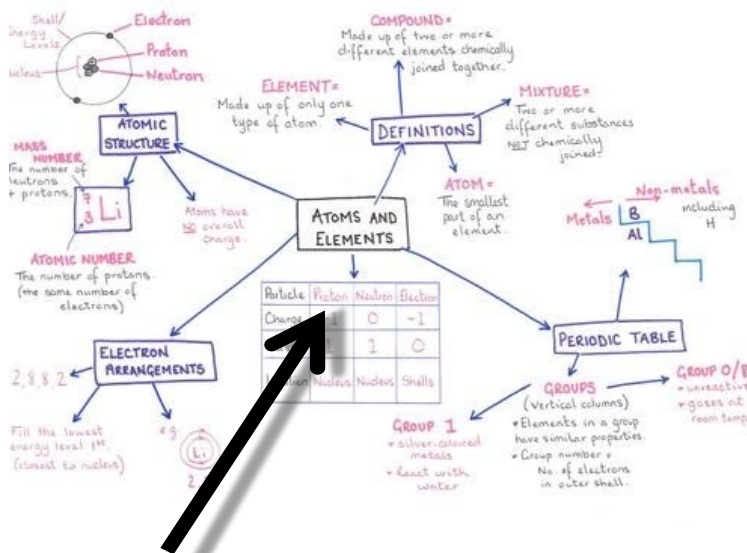 Shell/
Energy
Levels
Electron
Proton
Neutron
ATOMIC
STRUCTURE
MASS
NUMBER
+ protons.
7
3 Li
ATOMIC NUMBER
The number of protons.
(the same number of
electrons)
Atoms have
NO overall
charge.
COMPOUND=
Made up of two or more
different elements chemically
joined together.
ELEMENT=
Made up of only one
type of atom.
DEFINITIONS
MIXTURE=
Two or more
different substances
NOT chemically
joined.
ATOM=
The smallest
part of an
element.
ATOMS AND
ELEMENTS
Non-metals
including
H
Metals
B
Al
Particle Proton Neutron Electron
Charge 0 -1
1 0
Nucleus Nucleus Shells
PERIODIC TABLE
ELECTRON
ARRANGEMENTS
2,8,8,2
Fill the lowest
energy level 1st.
(closest to nucleus)
eg
Li
GROUPS
(vertical columns)
• Elements in a group
have similar properties.
• Group number =
No. of electrons
in outer shell.
GROUP 1
• silver-coloured
metals
• React with
water
GROUP 0/8
• unreactive
• gases at
room temp